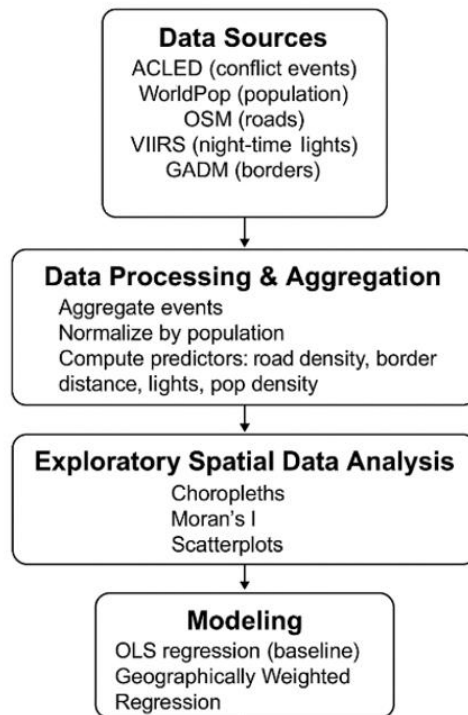 Data Sources
ACLED (conflict events)
WorldPop (population)
OSM (roads)
VIIRS (night-time lights)
GADM (borders)
Data Processing & Aggregation
Aggregate events
Normalize by population
Compute predictors: road density, border
distance, lights, pop density
Exploratory Spatial Data Analysis
Choropleths
Moran's I
Scatterplots
Modeling
OLS regression (baseline)
Geographically Weighted
Regression